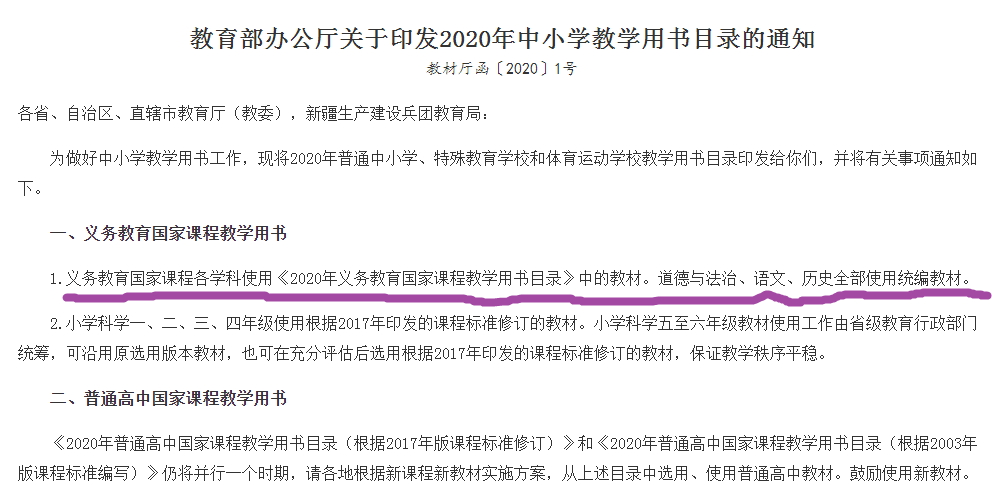 教育部办公厅关于印发2020年中小学教学用书目录的通知
教材厅函〔2020〕1号
各省、自治区、直辖市教育厅（教委），新疆生产建设兵团教育局：
为做好中小学教学用书工作，现将2020年普通中小学、特殊教育学校和体育运动学校教学用书目录印发给你们，并将有关事项通知如
下。
一、义务教育国家课程教学用书
1.义务教育国家课程各学科使用《2020年义务教育国家课程教学用书目录》中的教材。道德与法治、语文、历史全部使用统编教材。
2.小学科学一、二、三、四年级使用根据2017年印发的课程标准修订的教材。小学科学五至六年级教材使用工作由省级教育行政部门
统筹，可沿用原选用版本教材，也可在充分评估后选用根据2017年印发的课程标准修订的教材，保证教学秩序平稳。
二、普通高中国家课程教学用书
《2020年普通高中国家课程教学用书目录（根据2017年版课程标准修订）》和《2020年普通高中国家课程教学用书目录（根据2003年
版课程标准编写）》仍将并行一个时期，请各地根据新课程新教材实施方案，从上述目录中选用、使用普通高中教材。鼓励使用新教材。